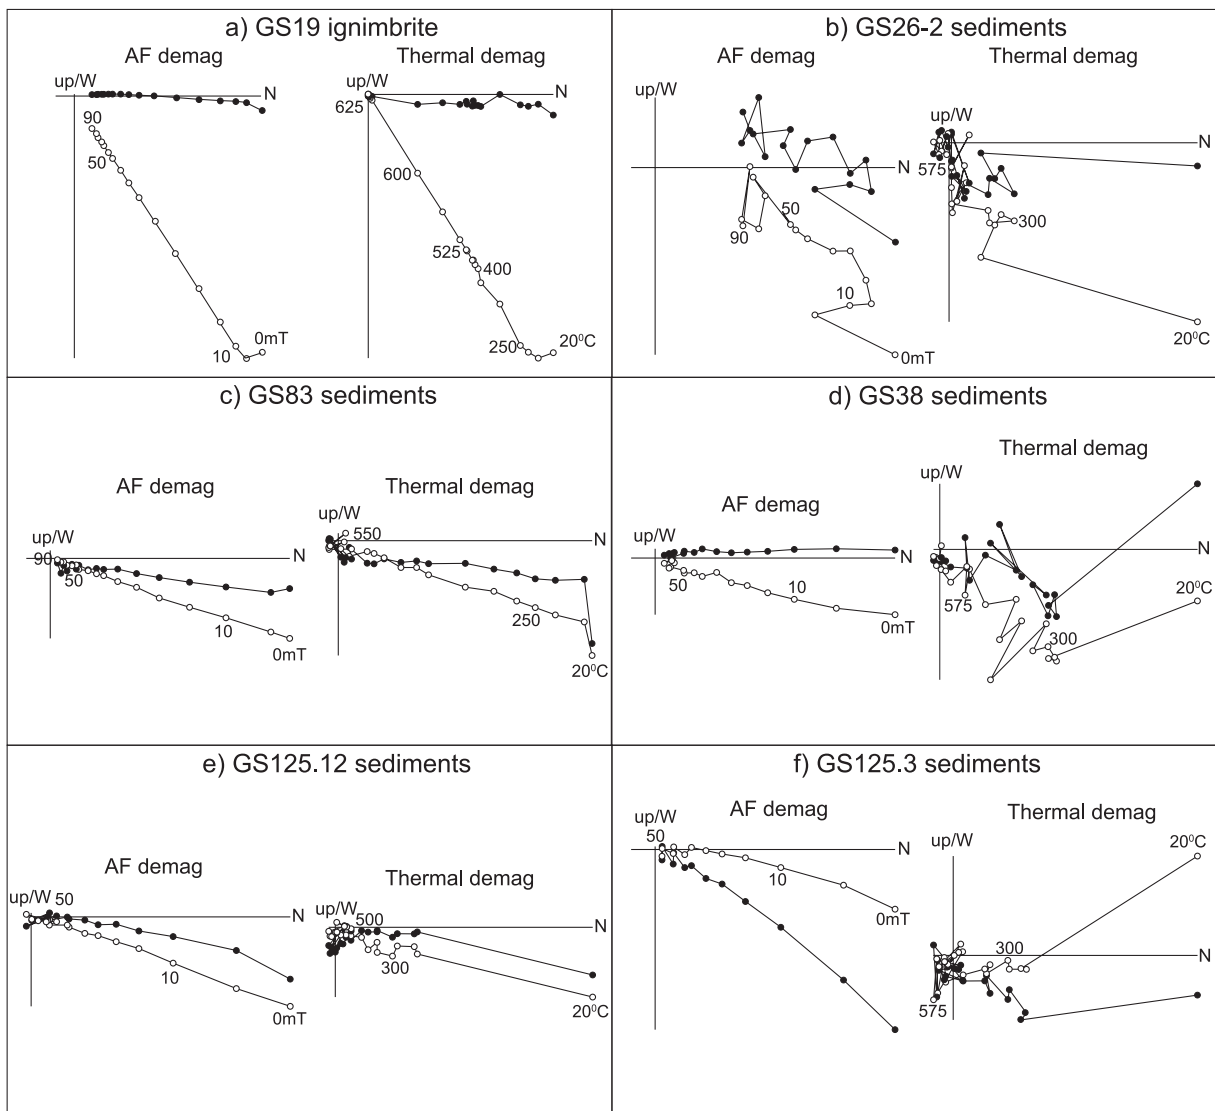 a) GS19 ignimbrite
AF demag
Thermal demag
up/W
N
90
50
10
0mT
up/W
N
625
600
525
400
250
20⁰C
b) GS26-2 sediments
AF demag
Thermal demag
up/W
N
50
90
10
0mT
up/W
N
575
300
20⁰C
c) GS83 sediments
AF demag
Thermal demag
up/W
N
90
50
10
0mT
up/W
550
N
250
20⁰C
d) GS38 sediments
AF demag
Thermal demag
up/W
N
50
10
0mT
up/W
N
575
300
20⁰C
e) GS125.12 sediments
AF demag
Thermal demag
up/W
50
N
10
0mT
up/W
500
N
300
20⁰C
f) GS125.3 sediments
AF demag
Thermal demag
up/W
50
N
10
0mT
up/W
20⁰C
300
N
575